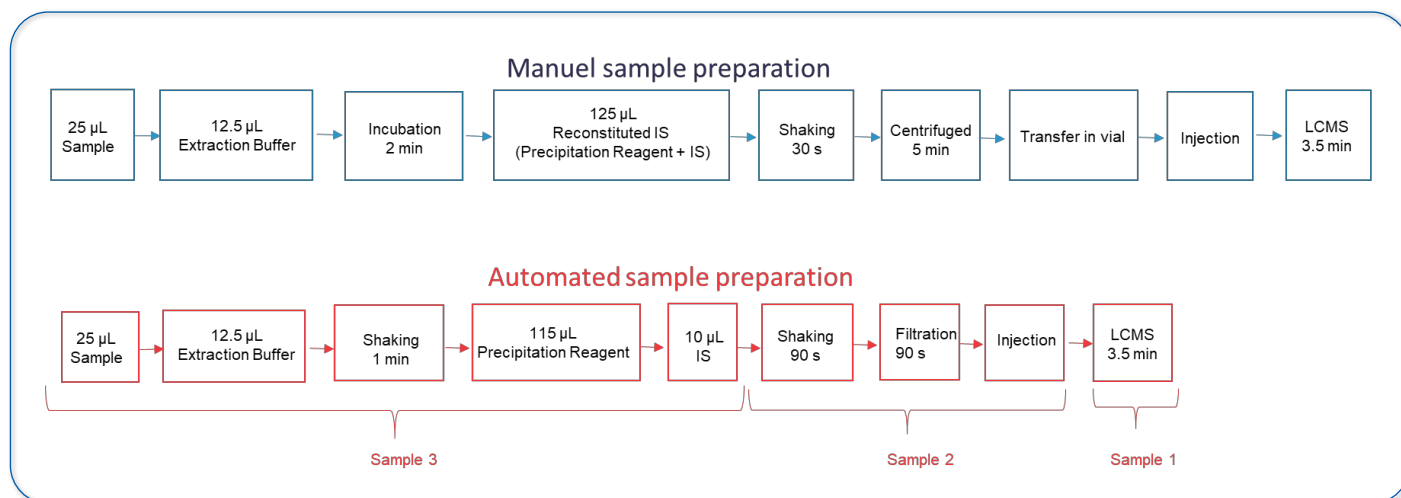 Manuel sample preparation
25 µL
Sample
12.5 µL
Extraction Buffer
Incubation
2 min
125 µL
Reconstituted IS
(Precipitation Reagent + IS)
Shaking
30 s
Centrifuged
5 min
Transfer in vial
Injection
LCMS
3.5 min
Automated sample preparation
25 µL
Sample
12.5 µL
Extraction Buffer
Shaking
1 min
115 µL
Precipitation Reagent
10 µL
IS
Shaking
90 s
Filtration
90 s
Injection
LCMS
3.5 min
Sample 3
Sample 2
Sample 1